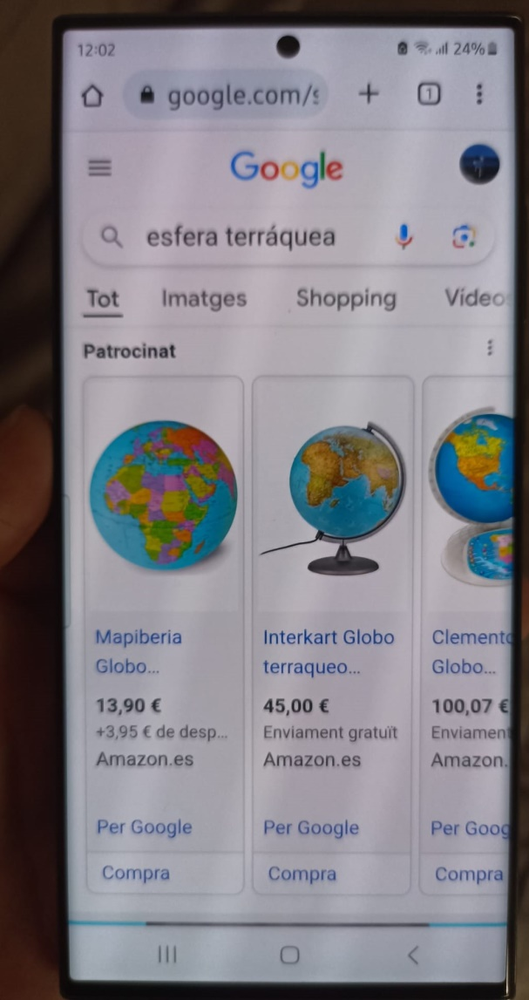 12:02
24%
google.com/s
1
Google
esfera terráquea
Tot Imatges Shopping Vídeo
Patrocinat
Mapiberia
Globo...
13,90 €
+3,95 € de desp...
Amazon.es
Per Google
Compra
Interkart Globo
terraqueo...
45,00 €
Enviament gratuït
Amazon.es
Per Google
Compra
Clemento
Globo...
100,07 €
Enviament
Amazon.
Per Goog
Compra